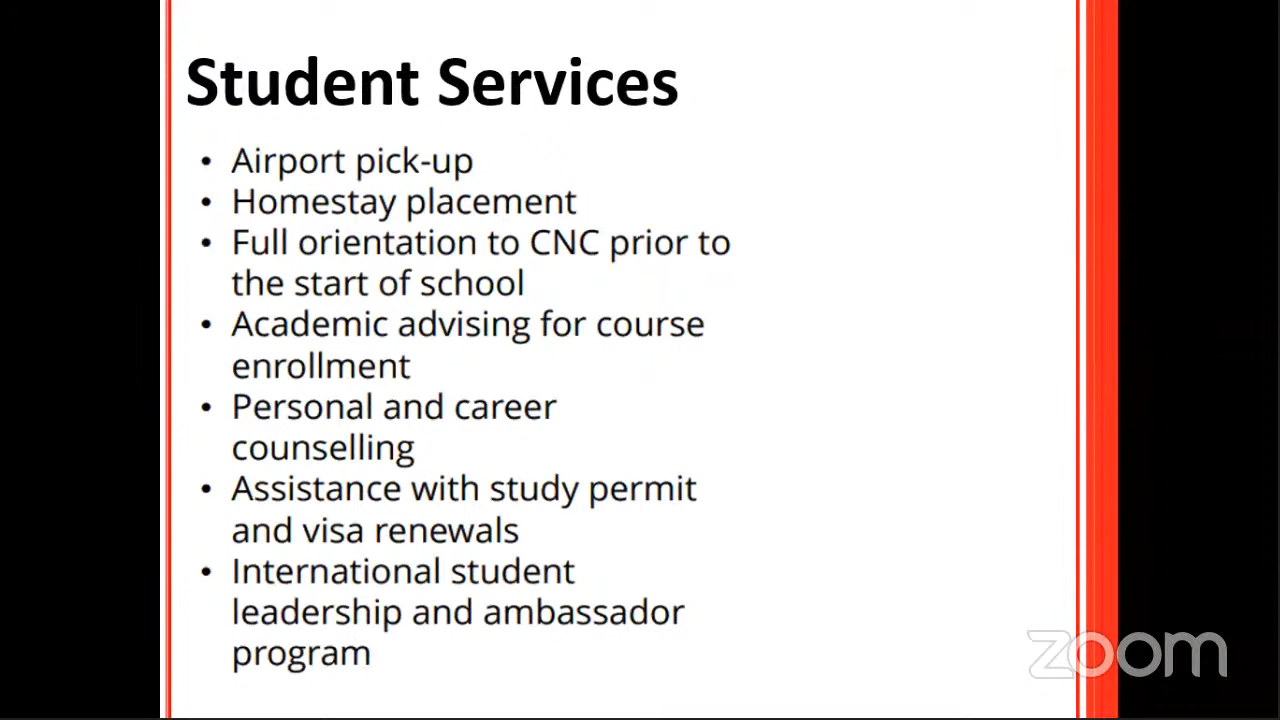 Student Services
• Airport pick-up
• Homestay placement
• Full orientation to CNC prior to
the start of school
• Academic advising for course
enrollment
• Personal and career
counselling
• Assistance with study permit
and visa renewals
• International student
leadership and ambassador
program
zoom